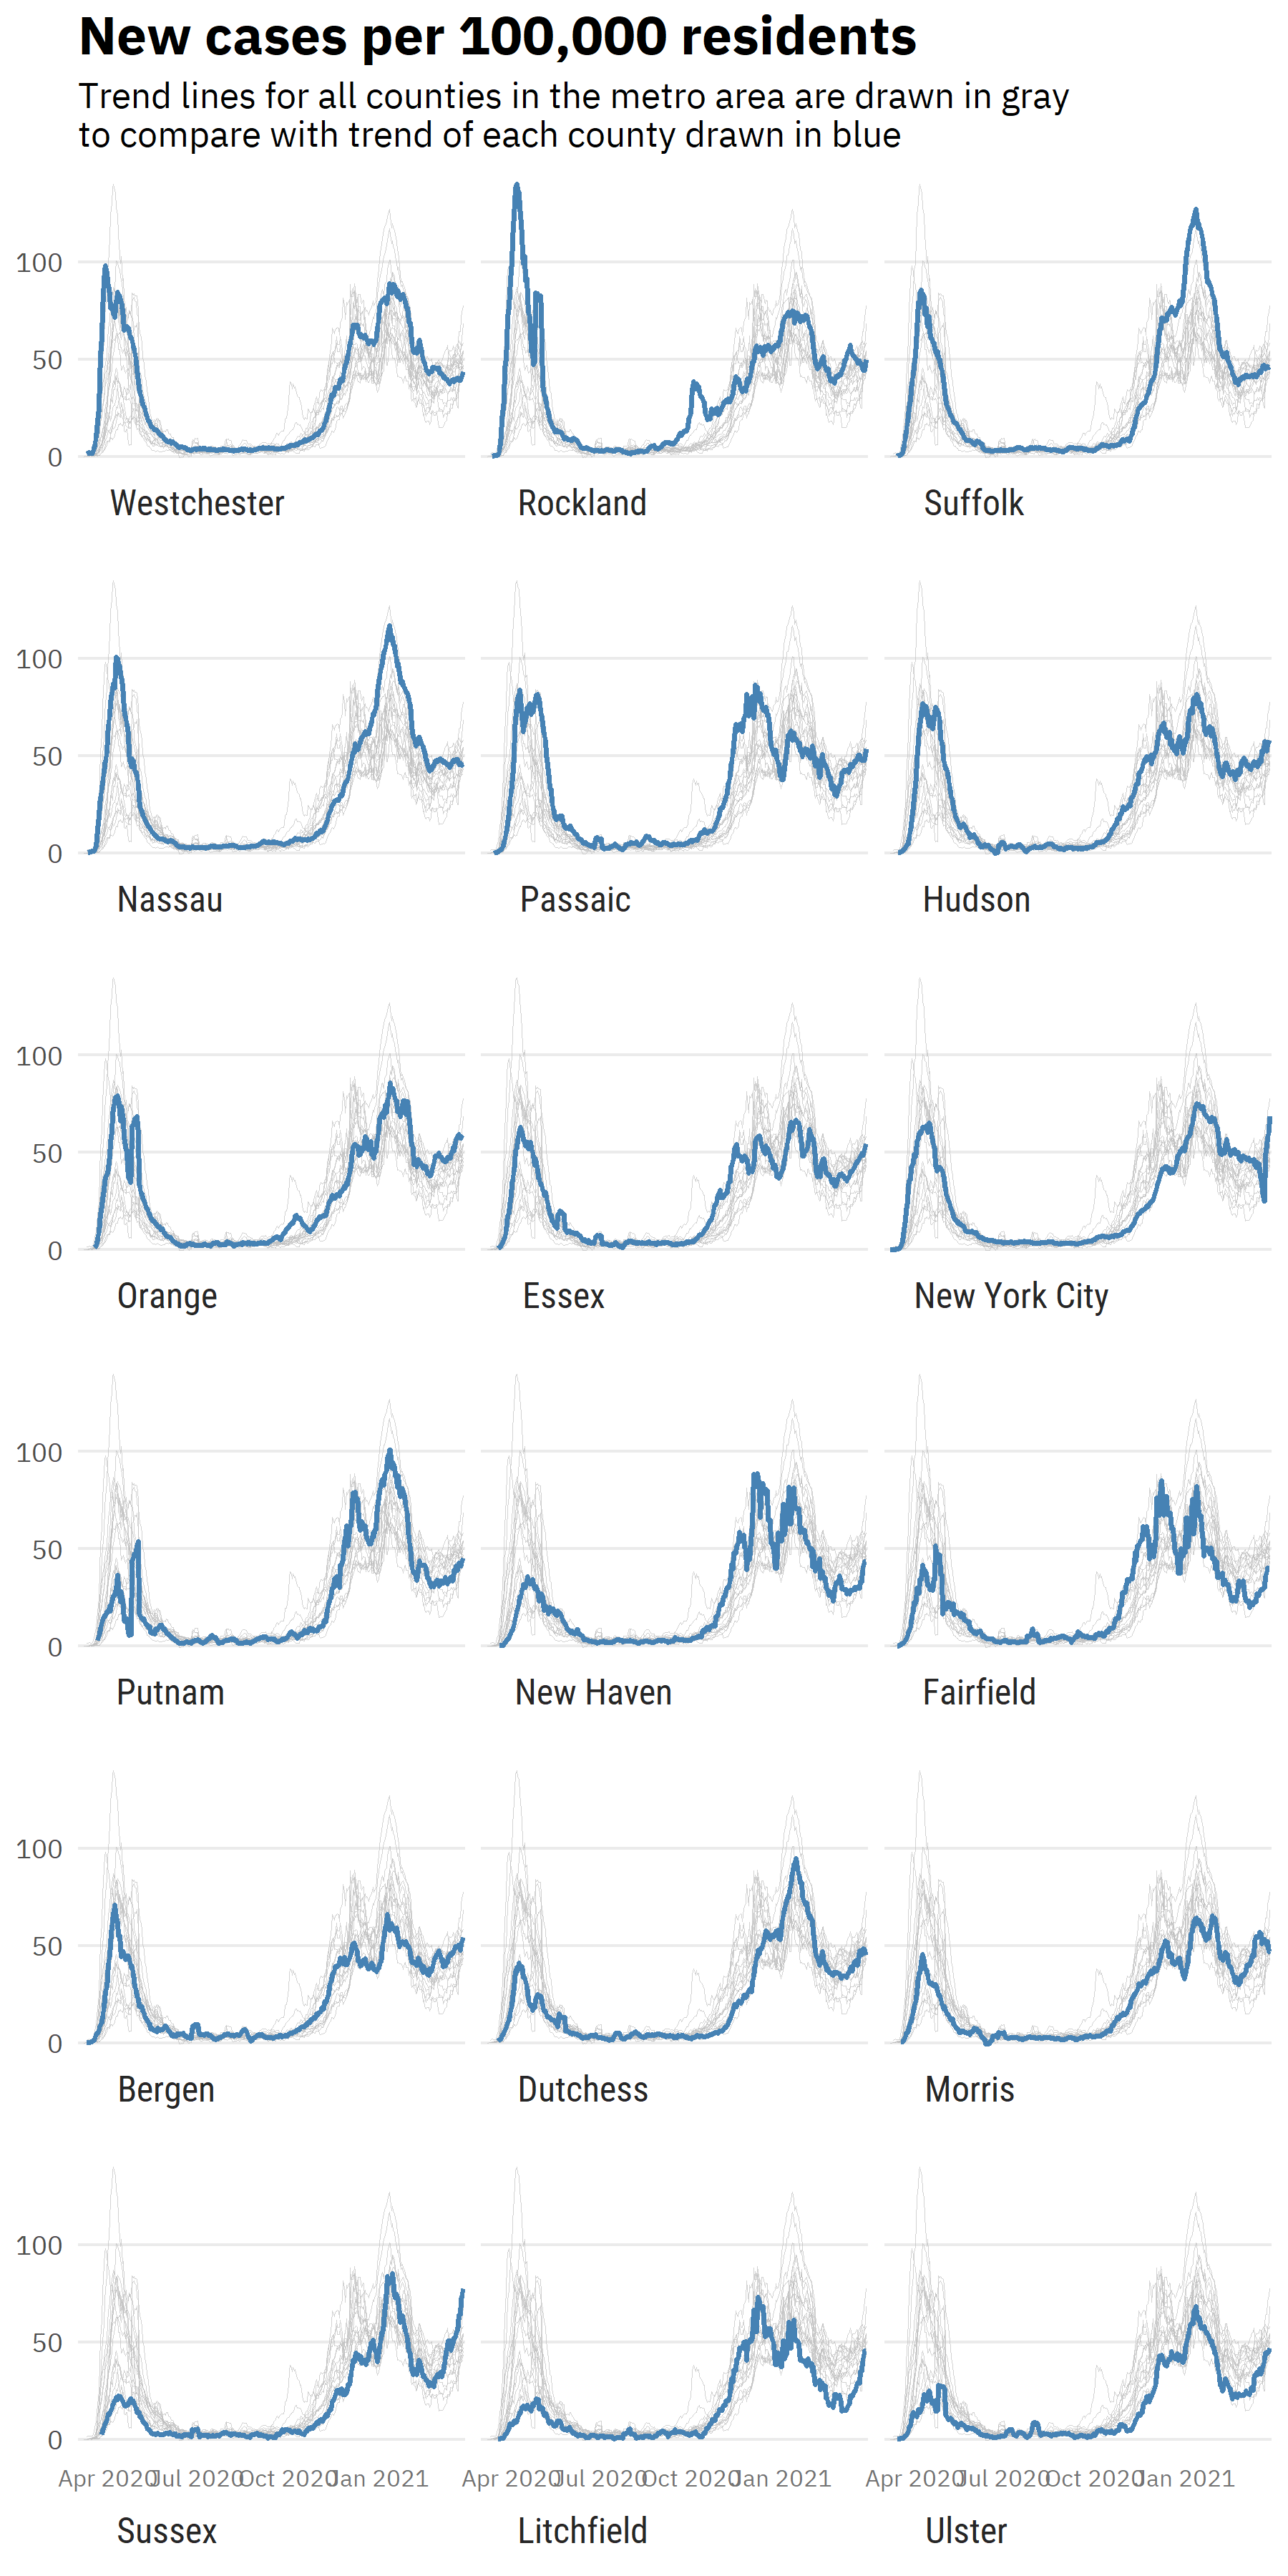 New cases per 100,000 residents
Trend lines for all counties in the metro area are drawn in gray
to compare with trend of each county drawn in blue
100
50
0
Westchester Rockland Suffolk
100
50
0
Nassau Passaic Hudson
100
50
0
Orange Essex New York City
100
50
0
Putnam New Haven Fairfield
100
50
0
Bergen Dutchess Morris
100
50
0
Apr 2020 Jul 2020 Oct 2020 Jan 2021 Apr 2020 Jul 2020 Oct 2020 Jan 2021 Apr 2020 Jul 2020 Oct 2020 Jan 2021
Sussex Litchfield Ulster